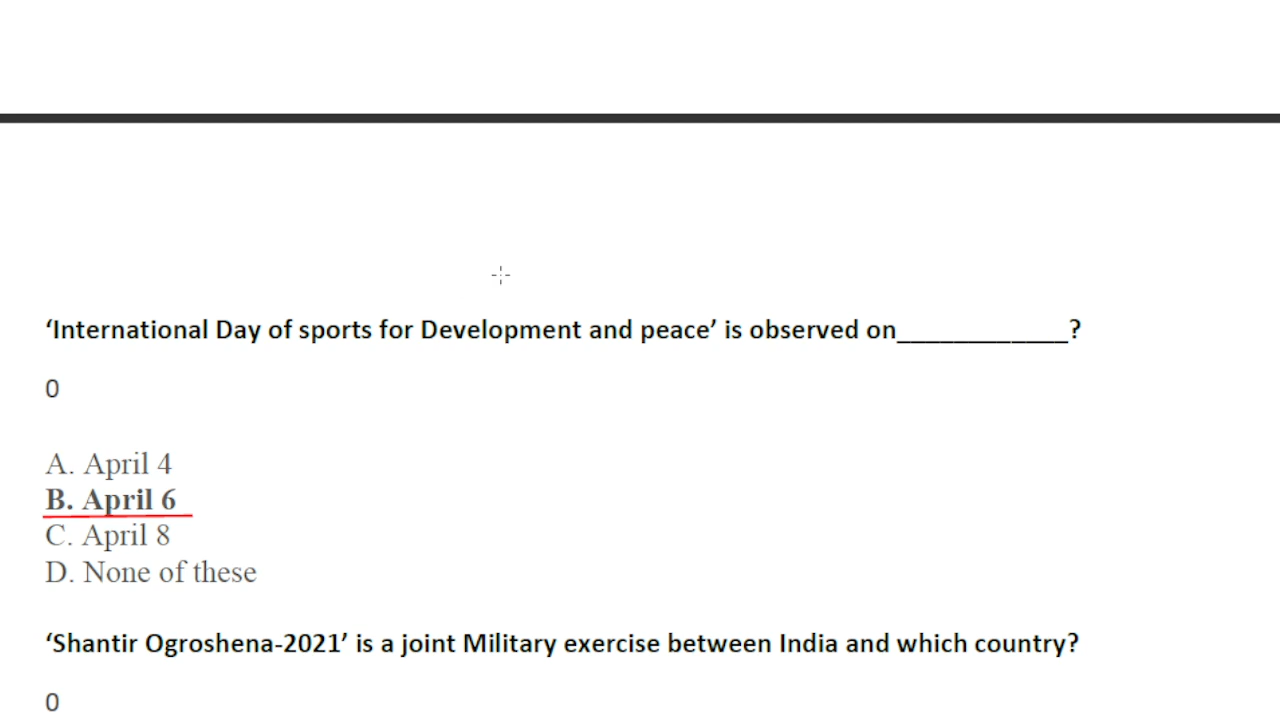 ‘International Day of sports for Development and peace’ is observed on____________?
0
A. April 4
B. April 6
C. April 8
D. None of these
‘Shantir Ogroshena-2021’ is a joint Military exercise between India and which country?
0